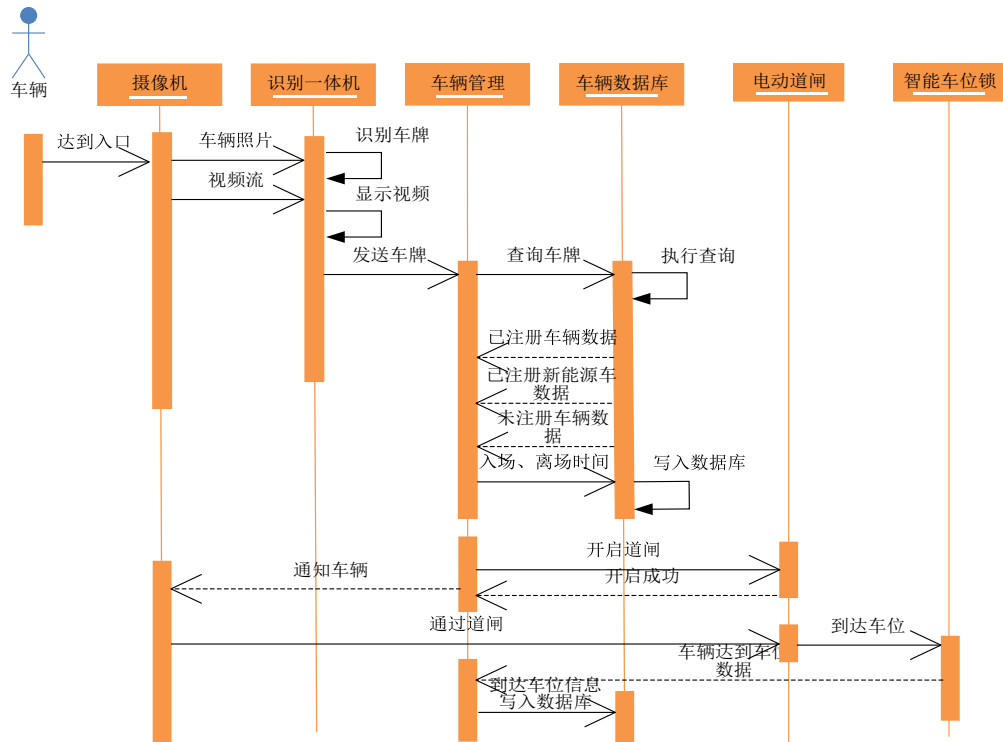 车辆
摄像机
识别一体机
车辆管理
车辆数据库
电动道闸
智能车位锁
达到入口
车辆照片
识别车牌
视频流
显示视频
发送车牌
查询车牌
执行查询
已注册车辆数据
已注册新能源车
数据
未注册车辆数
据
入场、离场时间
写入数据库
开启道闸
通知车辆
开启成功
通过道闸
到达车位
车辆达到车位
数据
到达车位信息
写入数据库